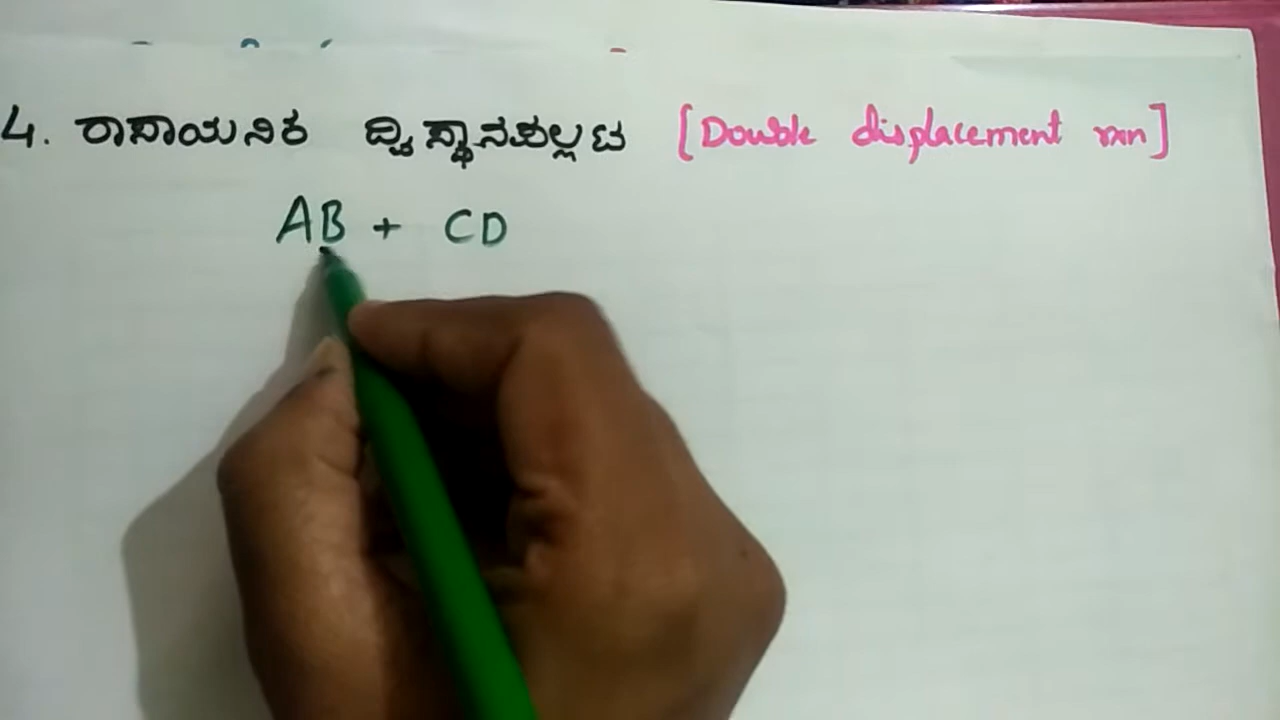 4. ರಾಸಾಯನಿಕ ದ್ವಿಸ್ಥಾನಪಲ್ಲಟ [Double displacement rxn]
AB + CD